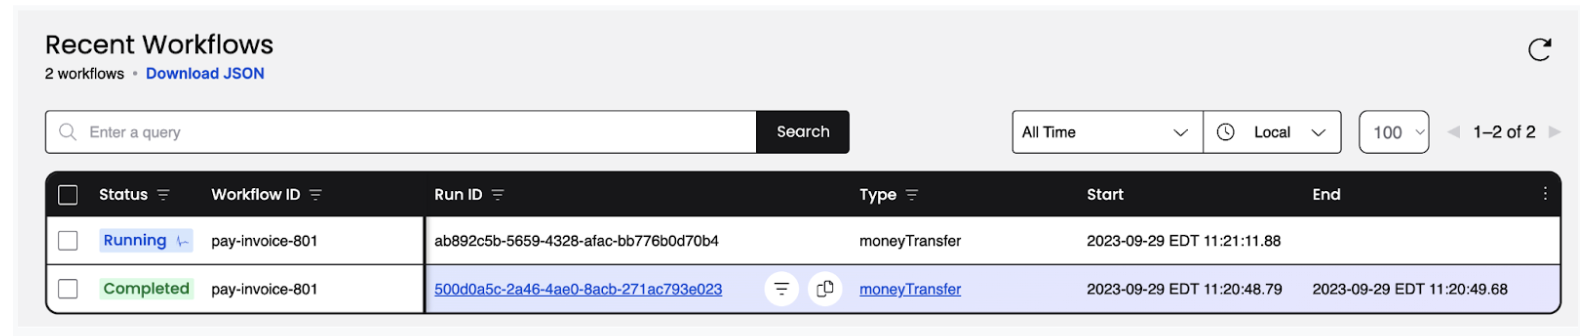 Recent Workflows
2 workflows • Download JSON
Enter a query Search All Time Local 100 1–2 of 2
Status Workflow ID Run ID Type Start End
Running pay-invoice-801 ab892c5b-5659-4328-afac-bb776b0d70b4 moneyTransfer 2023-09-29 EDT 11:21:11.88
Completed pay-invoice-801 500d0a5c-2a46-4ae0-8acb-271ac793e023 moneyTransfer 2023-09-29 EDT 11:20:48.79 2023-09-29 EDT 11:20:49.68